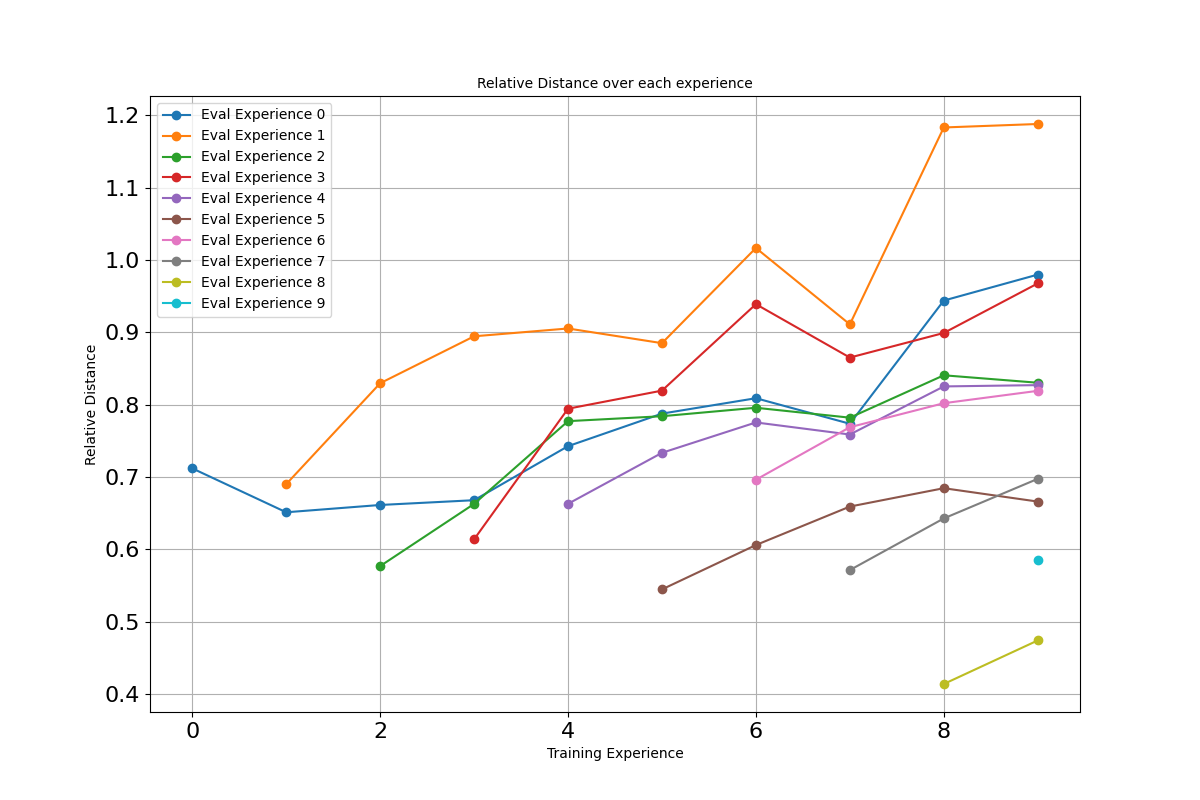 Relative Distance over each experience
1.2
1.1
1.0
0.9
0.8
0.7
0.6
0.5
0.4
Relative Distance
Eval Experience 0
Eval Experience 1
Eval Experience 2
Eval Experience 3
Eval Experience 4
Eval Experience 5
Eval Experience 6
Eval Experience 7
Eval Experience 8
Eval Experience 9
0 2 4 6 8
Training Experience